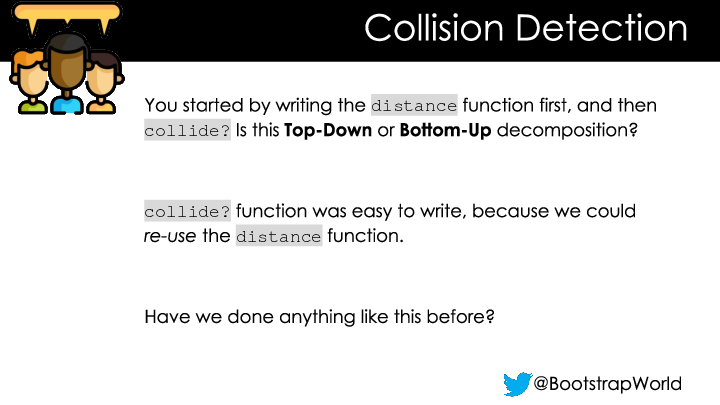 Collision Detection
You started by writing the distance function first, and then
collide? Is this Top-Down or Bottom-Up decomposition?
collide? function was easy to write, because we could
re-use the distance function.
Have we done anything like this before?
@BootstrapWorld